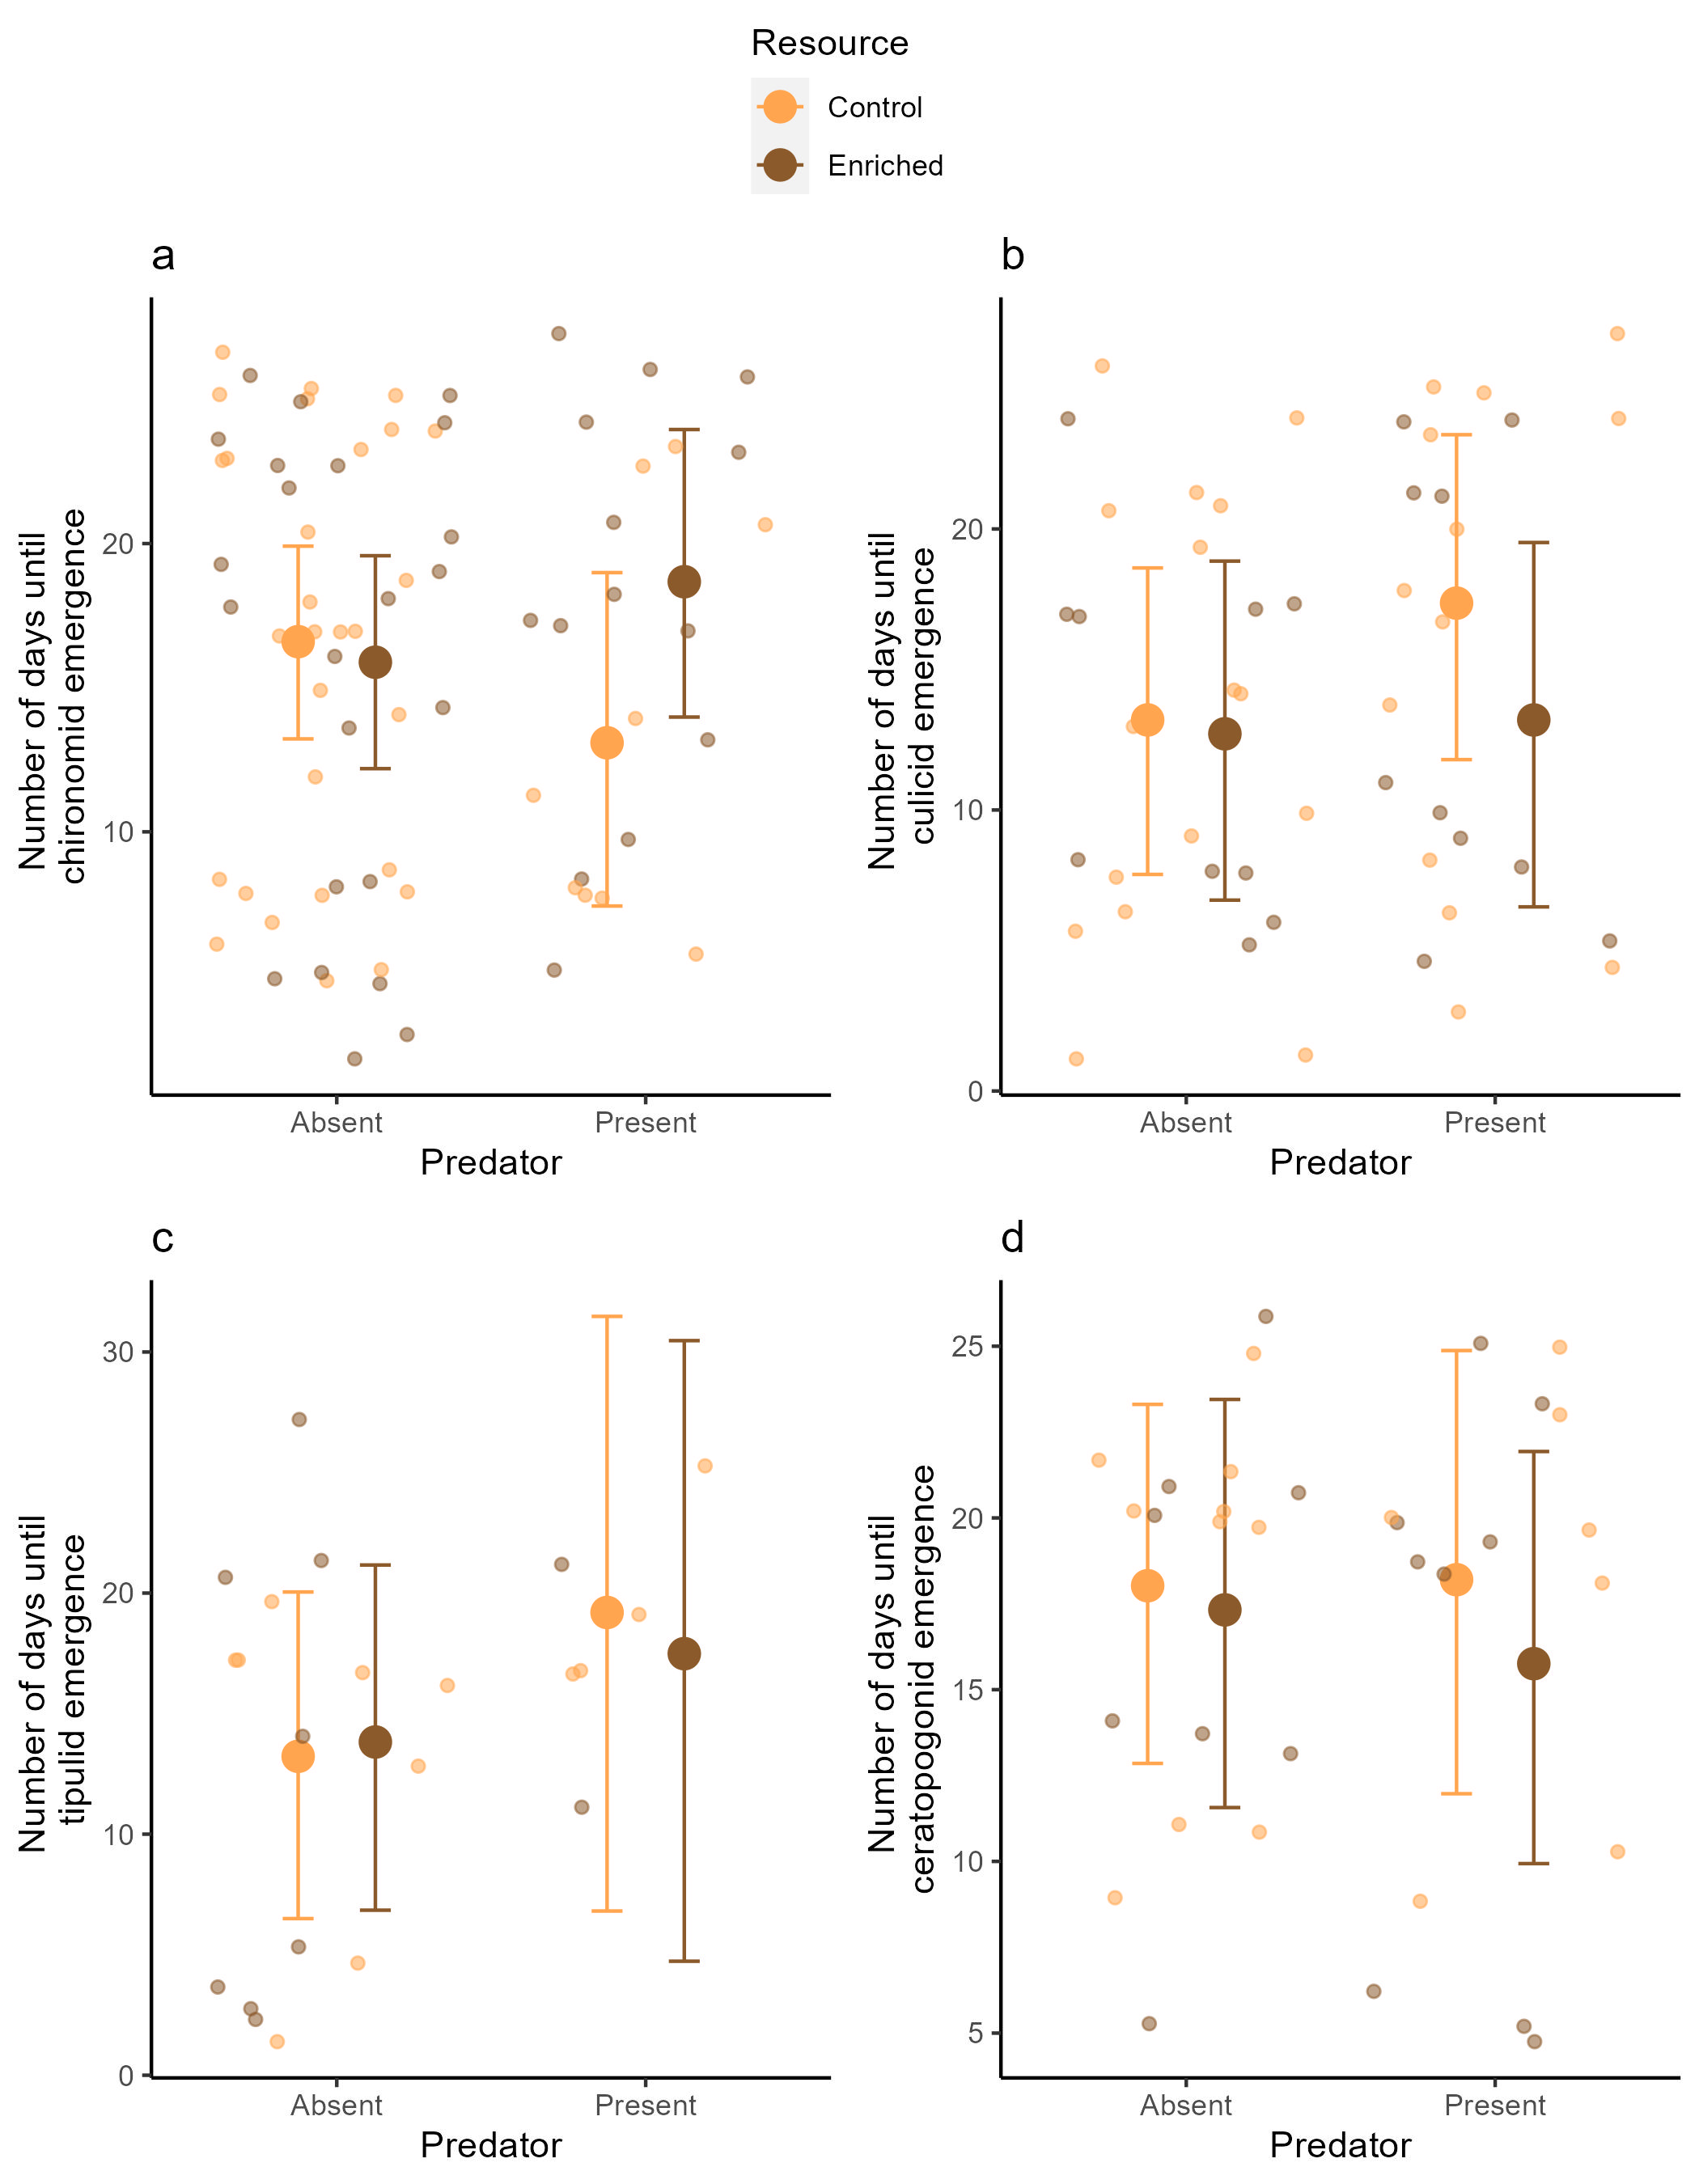 Resource
Control
Enriched
a
Number of days until
chironomid emergence
20
10
Absent
Present
Predator
b
Number of days until
culicid emergence
20
10
0
Absent
Present
Predator
c
Number of days until
tipulid emergence
30
20
10
0
Absent
Present
Predator
d
Number of days until
ceratopogonid emergence
25
20
15
10
5
Absent
Present
Predator